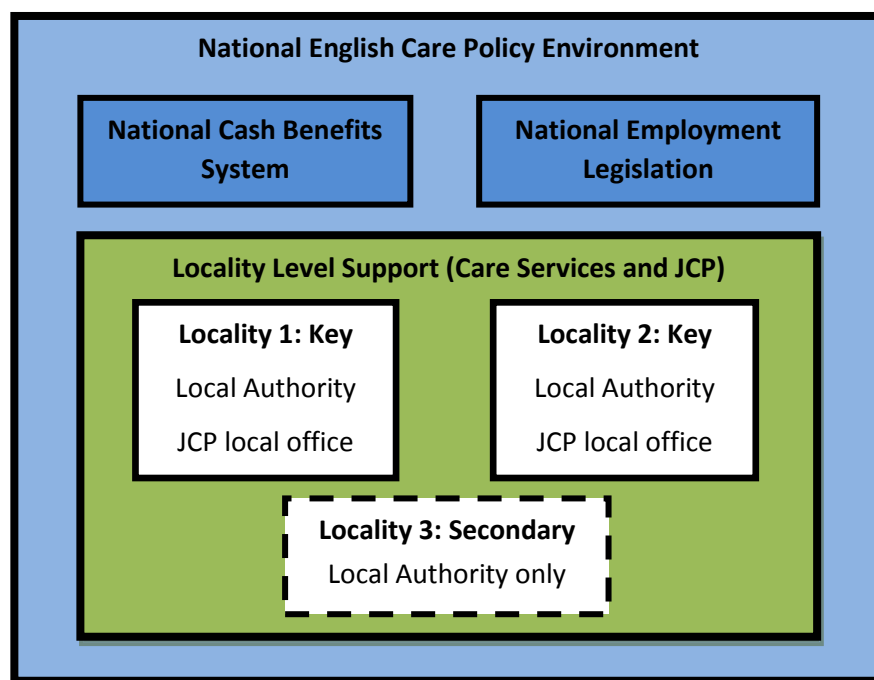 National English Care Policy Environment
National Cash Benefits
System
National Employment
Legislation
Locality Level Support (Care Services and JCP)
Locality 1: Key
Local Authority
JCP local office
Locality 2: Key
Local Authority
JCP local office
Locality 3: Secondary
Local Authority only